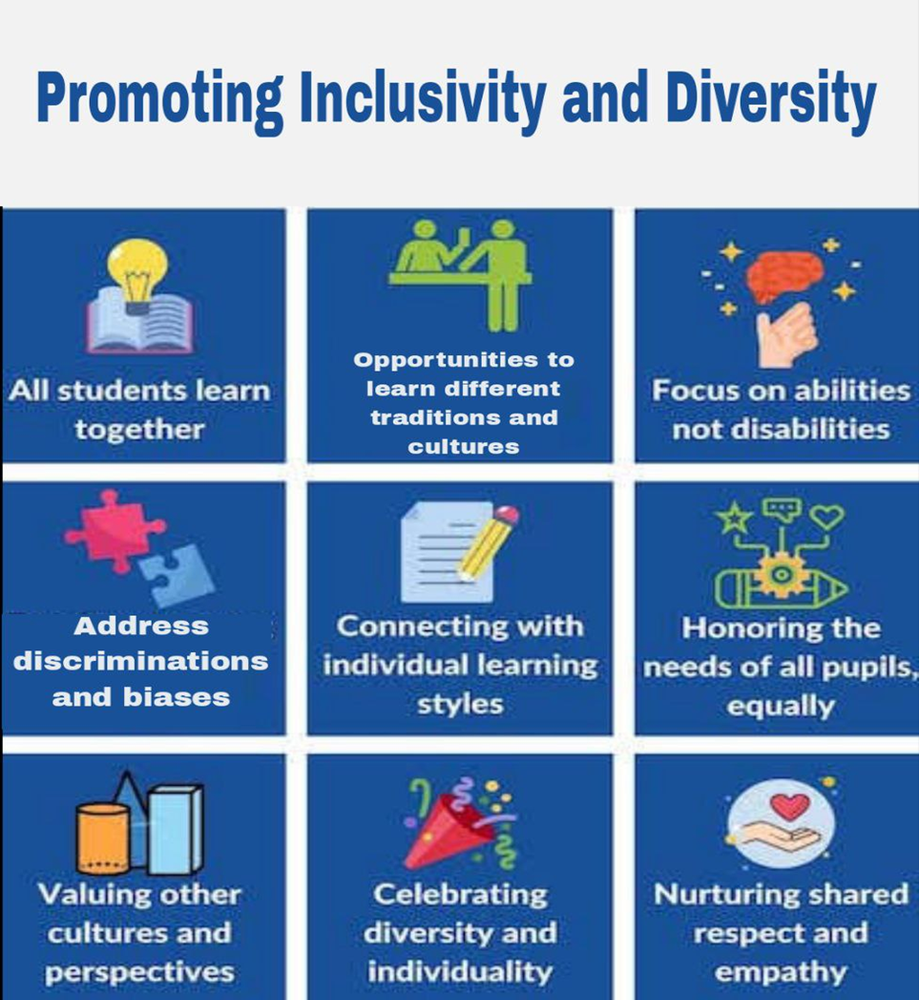 Promoting Inclusivity and Diversity
All students learn
together
Opportunities to
learn different
traditions and
cultures
Focus on abilities
not disabilities
Address
discriminations
and biases
Connecting with
individual learning
styles
Honoring the
needs of all pupils,
equally
Valuing other
cultures and
perspectives
Celebrating
diversity and
individuality
Nurturing shared
respect and
empathy